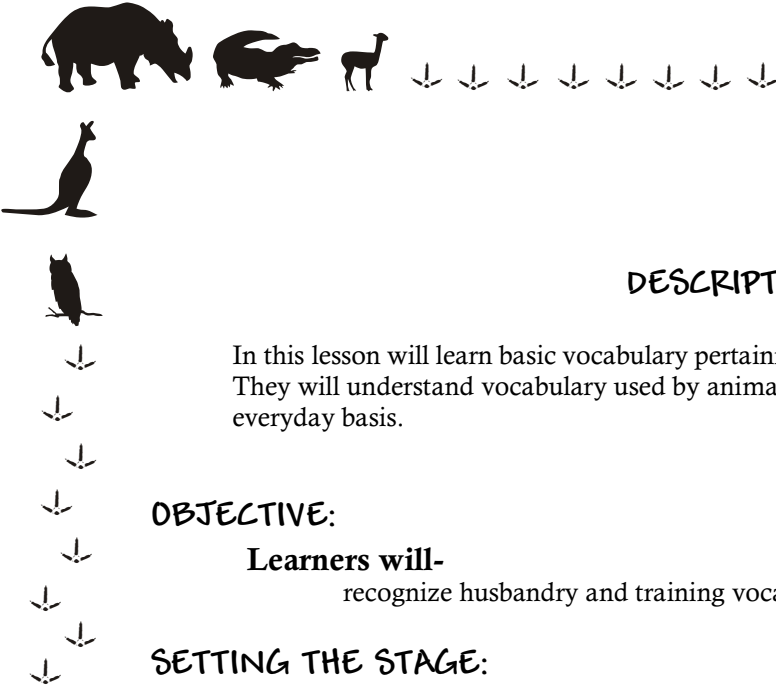 DESCRIPT
In this lesson will learn basic vocabulary pertain
They will understand vocabulary used by anima
everyday basis.
OBJECTIVE:
Learners will-
recognize husbandry and training voca
SETTING THE STAGE: